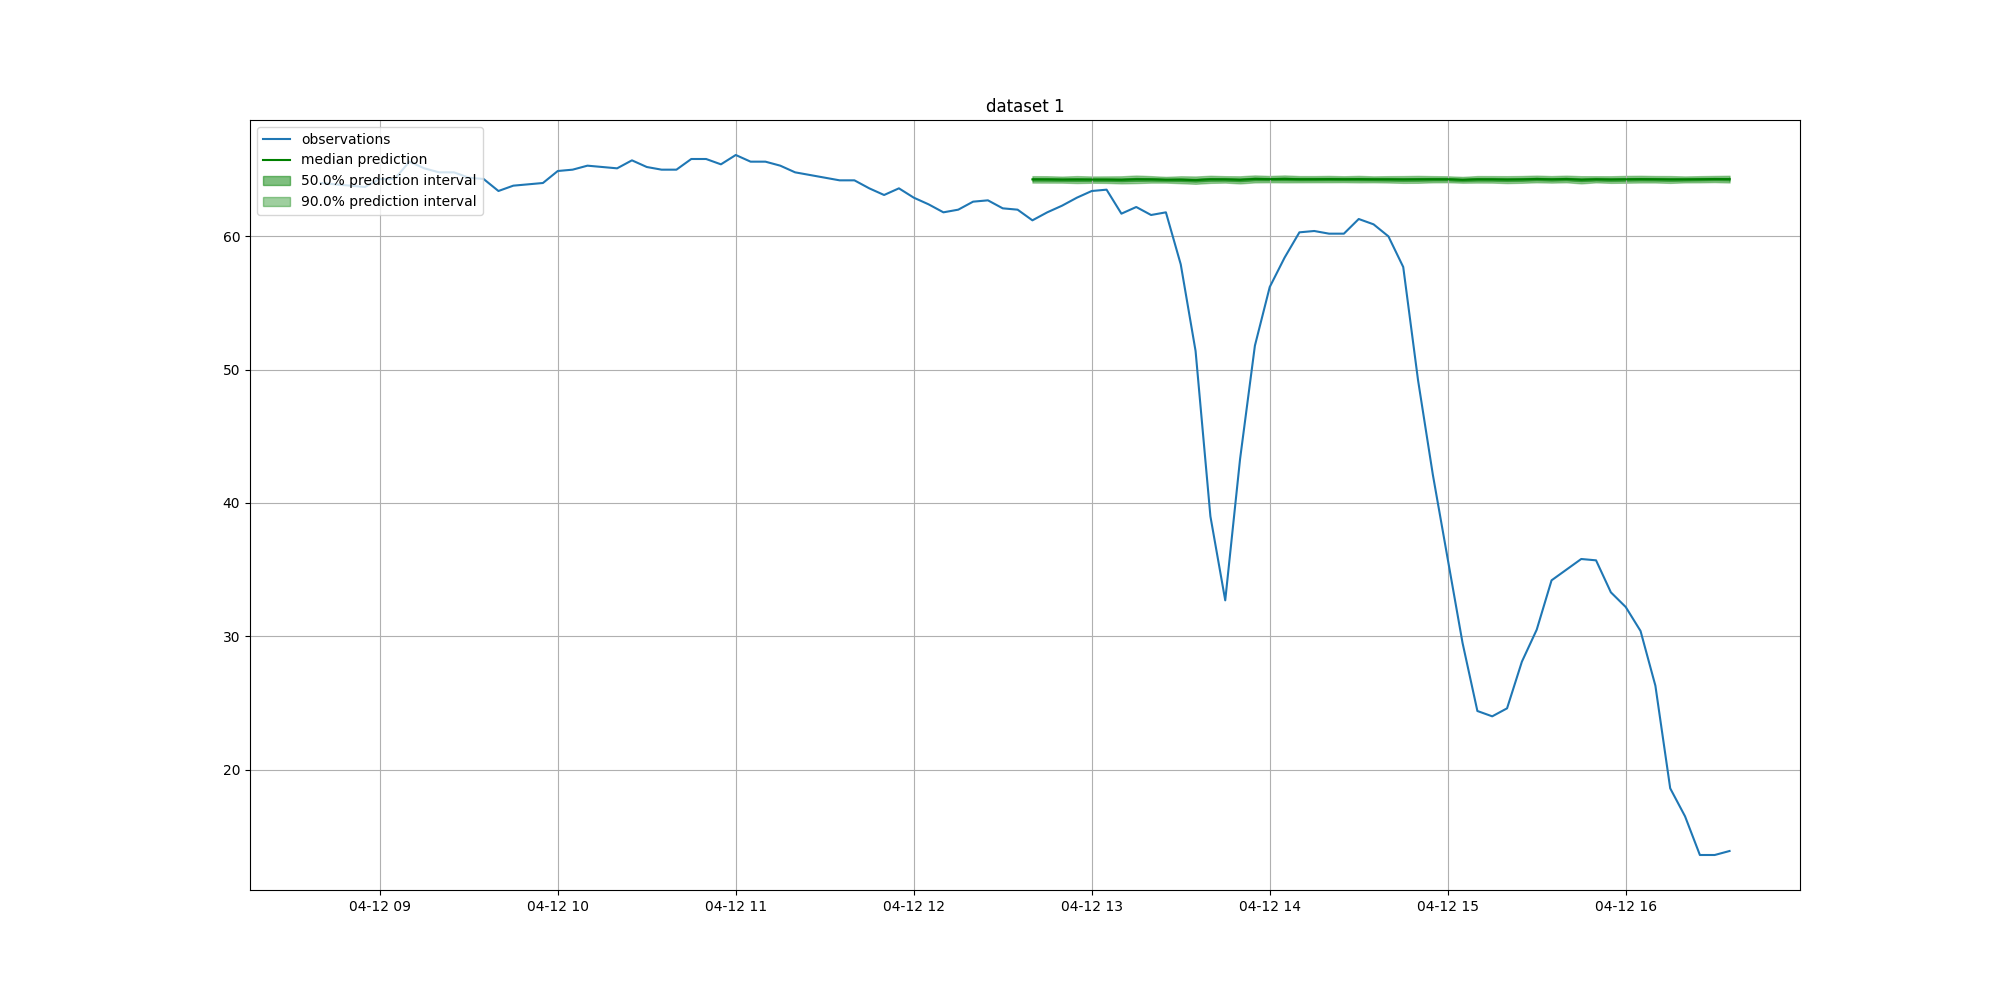 dataset 1
observations
median prediction
50.0% prediction interval
90.0% prediction interval
60
50
40
30
20
04-12 09
04-12 10
04-12 11
04-12 12
04-12 13
04-12 14
04-12 15
04-12 16